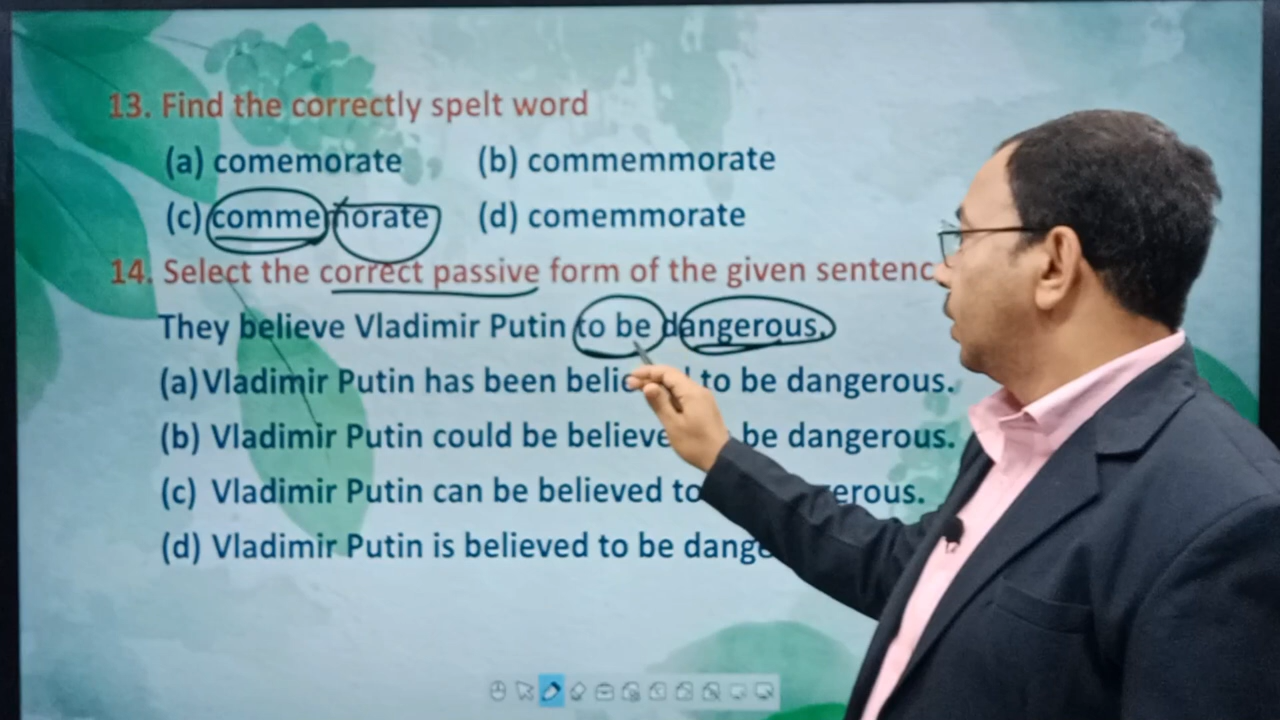 13. Find the correctly spelt word
(a) comemorate (b) commemmorate
(c) commemorate (d) comemmorate
14. Select the correct passive form of the given sentenc
They believe Vladimir Putin to be dangerous.
(a) Vladimir Putin has been belie to be dangerous.
(b) Vladimir Putin could be believe be dangerous.
(c) Vladimir Putin can be believed to erous.
(d) Vladimir Putin is believed to be dange